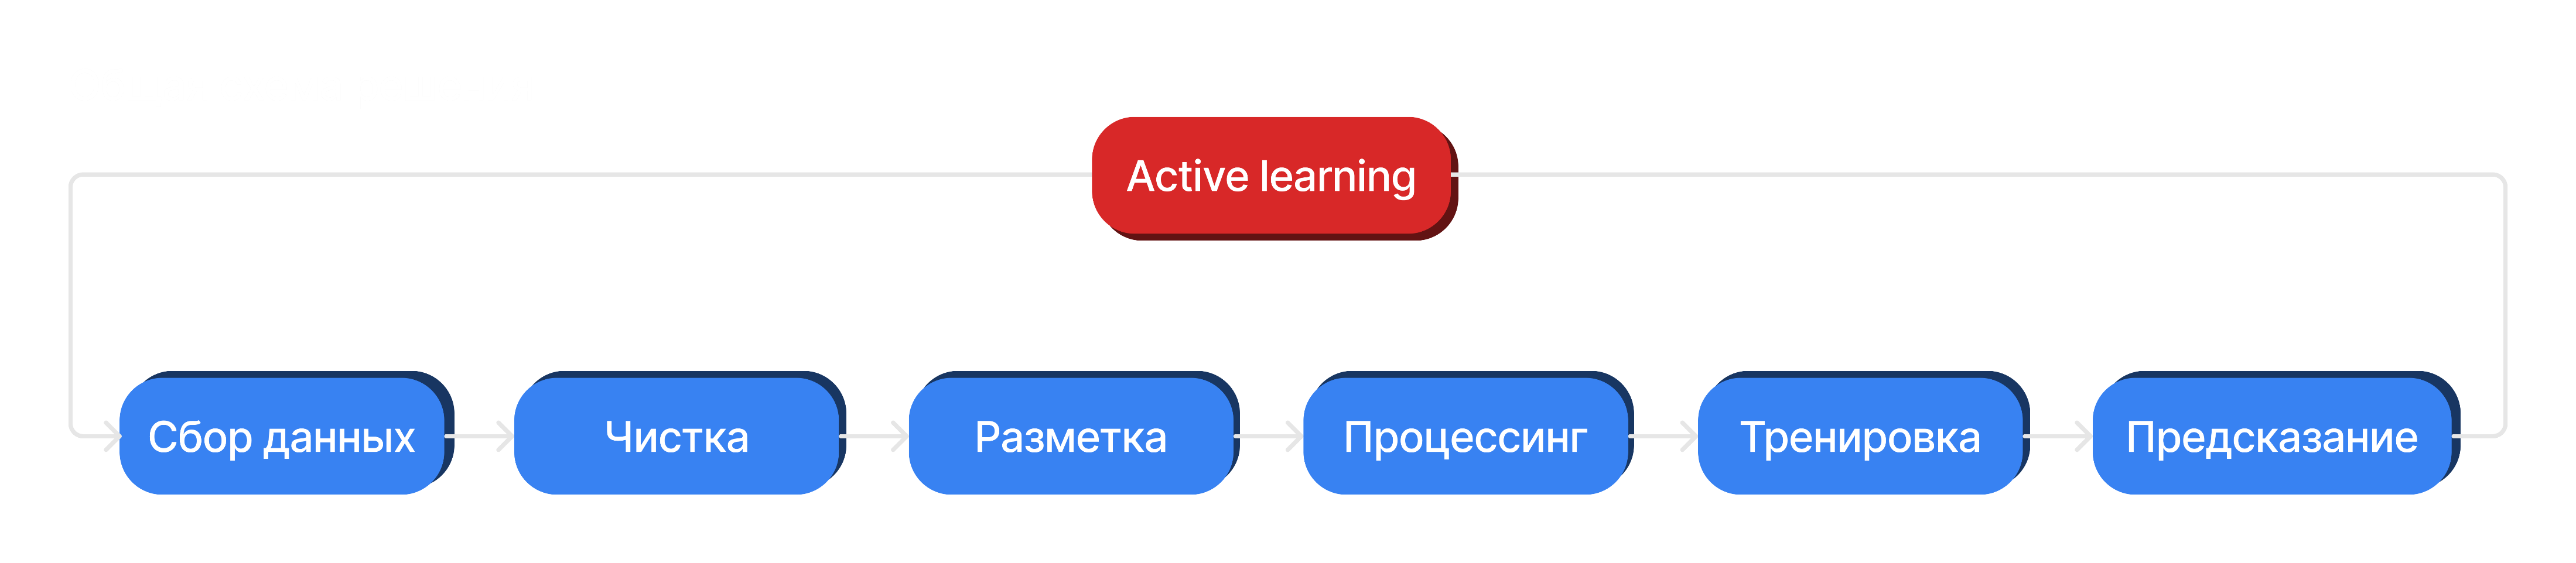 Active learning
Сбор данных
Чистка
Разметка
Процессинг
Тренировка
Предсказание